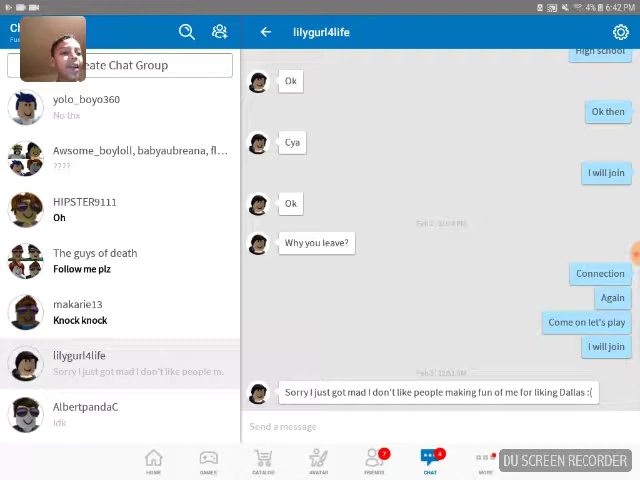 4% 6:42 PM
lilygurl4life
Create Chat Group
High school
yolo_boyo360
No thx
Ok
Ok then
Awsome_boyloll, babyaubreana, fl...
????
Cya
I will join
HIPSTER9111
Oh
Ok
Why you leave?
The guys of death
Follow me plz
Connection
Again
makarie13
Knock knock
Come on let's play
I will join
lilygurl4life
Sorry I just got mad I don't like people m.
Sorry I just got mad I don't like people making fun of me for liking Dallas :(
AlbertpandaC
Idk
Send a message
HOME
GAMES
CATALOG
AVATAR
7
FRIENDS
4
CHAT
MORE
DU SCREEN RECORDER